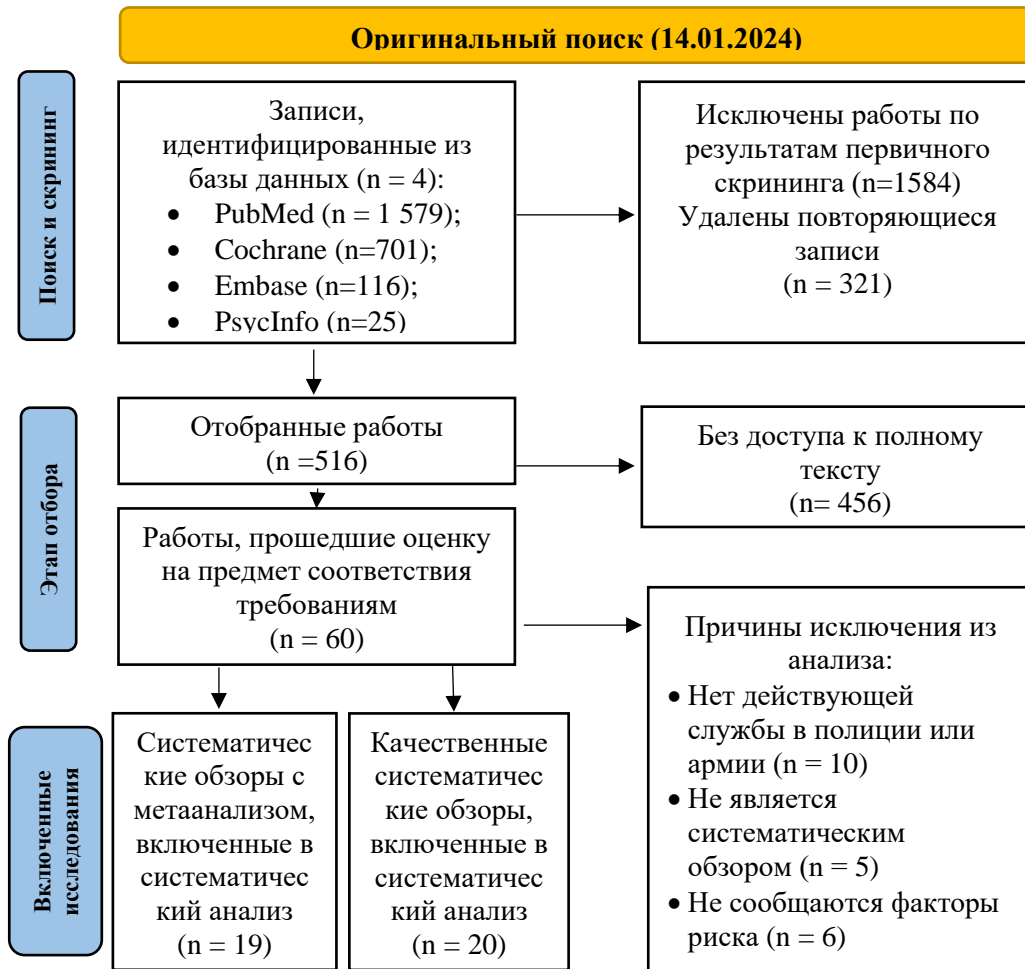 Оригинальный поиск (14.01.2024)
Поиск и скрининг
Записи,
идентифицированные из
базы данных (n = 4):
• PubMed (n = 1 579);
• Cochrane (n=701);
• Embase (n=116);
• PsycInfo (n=25)
Исключены работы по
результатам первичного
скрининга (n=1584)
Удалены повторяющиеся
записи
(n = 321)
Этап отбора
Отобранные работы
(n =516)
Без доступа к полному
тексту
(n= 456)
Работы, прошедшие оценку
на предмет соответствия
требованиям
(n = 60)
Причины исключения из
анализа:
• Нет действующей
службы в полиции или
армии (n = 10)
• Не является
систематическим
обзором (n = 5)
• Не сообщаются факторы
риска (n = 6)
Включенные
исследования
Систематичес
кие обзоры с
метаанализом,
включенные в
систематичес
кий анализ
(n = 19)
Качественные
систематичес
кие обзоры,
включенные в
систематичес
кий анализ
(n = 20)